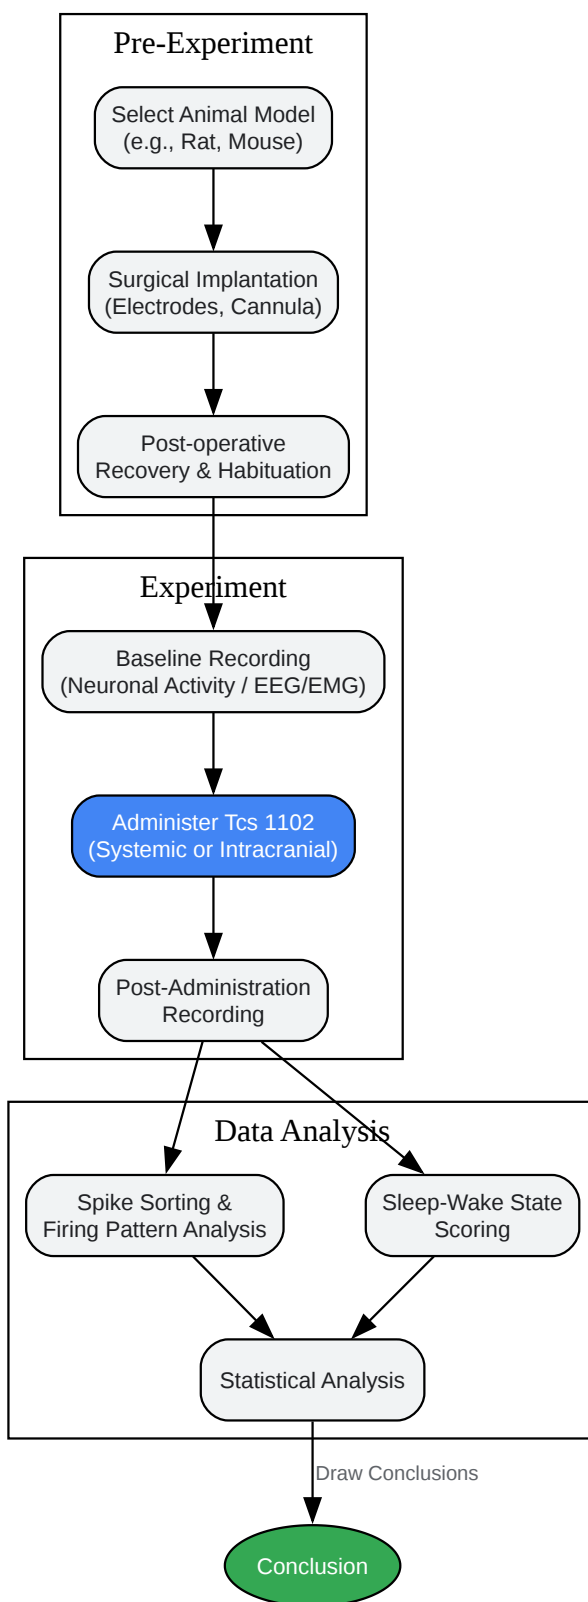 Pre-Experiment
Select Animal Model
(e.g., Rat, Mouse)
Surgical Implantation
(Electrodes, Cannula)
Post-operative
Recovery & Habituation
Experiment
Baseline Recording
(Neuronal Activity / EEG/EMG)
Administer Tcs 1102
(Systemic or Intracranial)
Post-Administration
Recording
Data Analysis
Spike Sorting &
Firing Pattern Analysis
Sleep-Wake State
Scoring
Statistical Analysis
Draw Conclusions
Conclusion